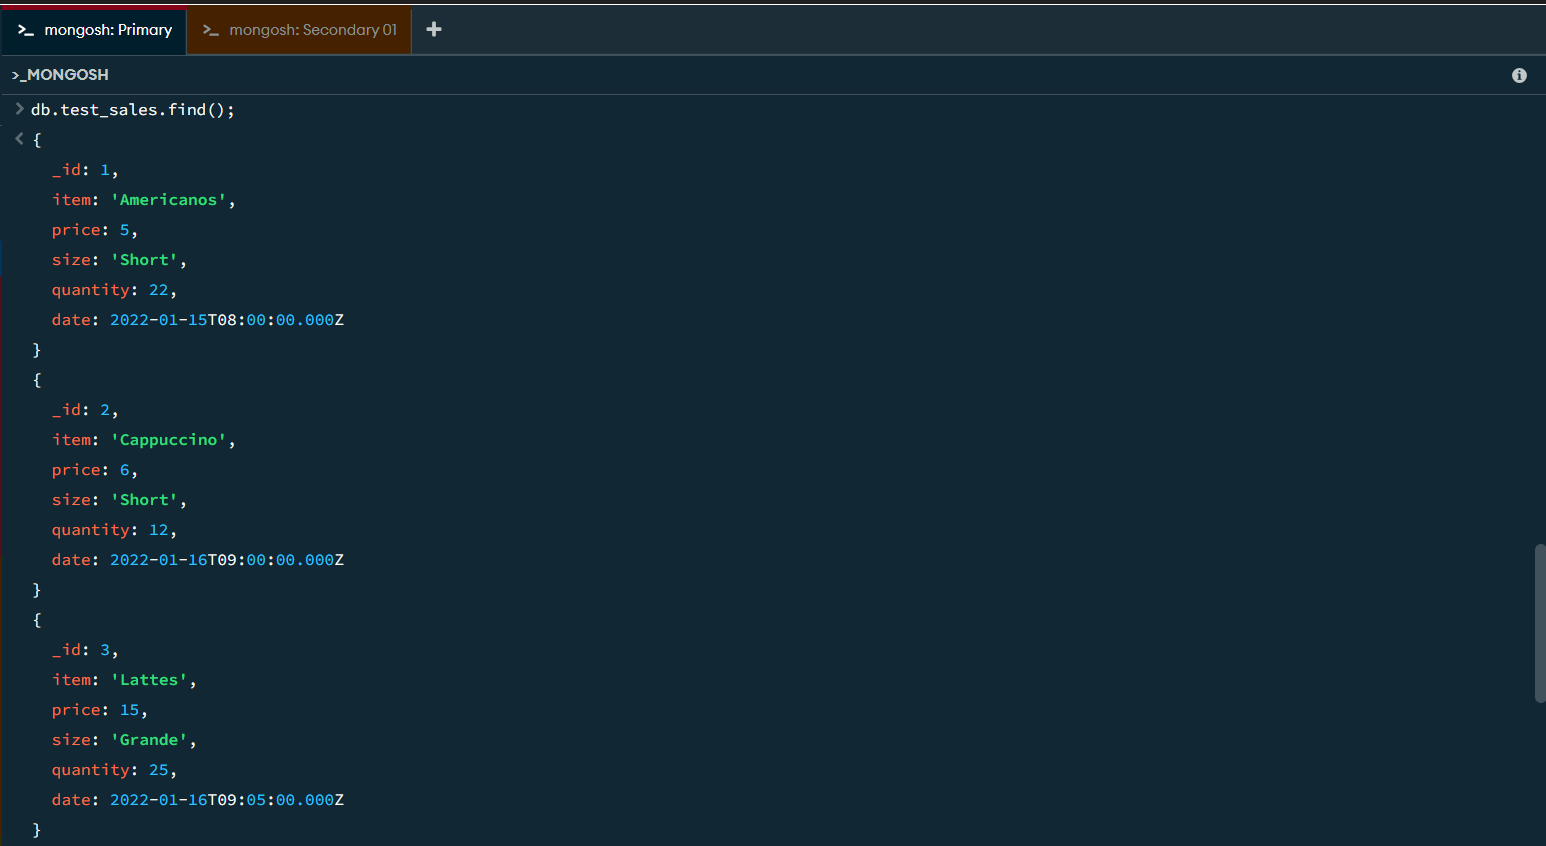 mongosh: Primary mongosh: Secondary 01 +
>_MONGOSH
> db.test_sales.find();
< {
_id: 1,
item: 'Americanos',
price: 5,
size: 'Short',
quantity: 22,
date: 2022-01-15T08:00:00.000Z
}
{
_id: 2,
item: 'Cappuccino',
price: 6,
size: 'Short',
quantity: 12,
date: 2022-01-16T09:00:00.000Z
}
{
_id: 3,
item: 'Lattes',
price: 15,
size: 'Grande',
quantity: 25,
date: 2022-01-16T09:05:00.000Z
}